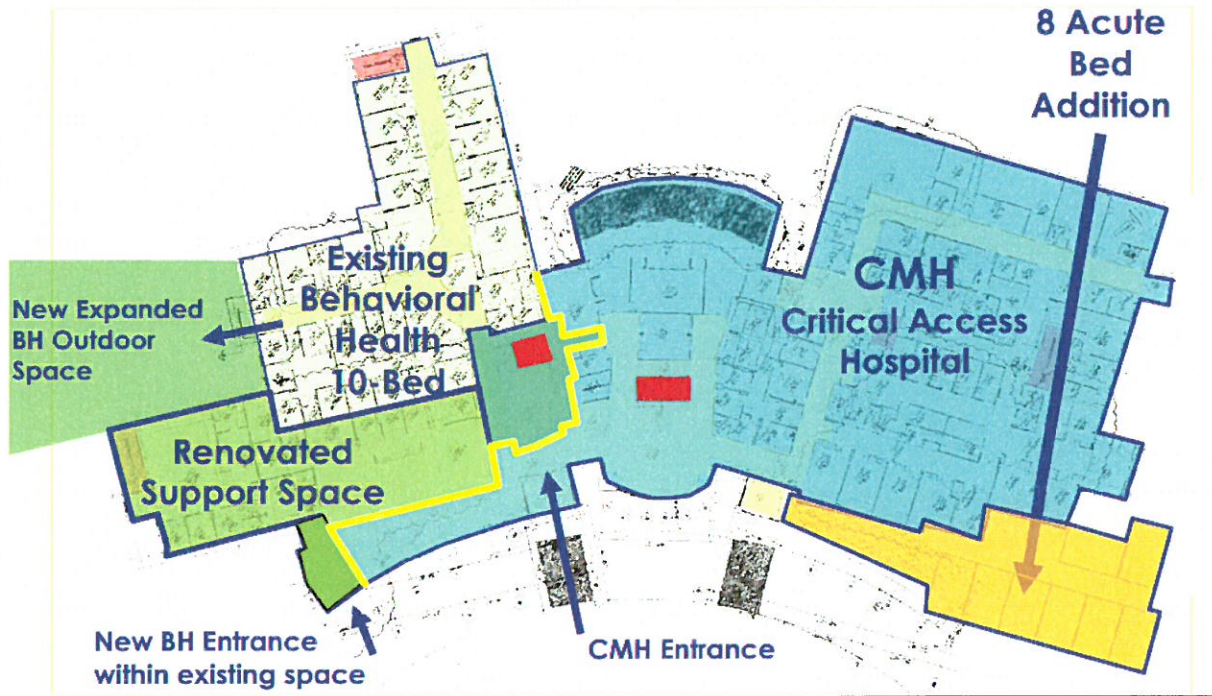 8 Acute
Bed
Addition
Existing
Behavioral
Health
10-Bed
New Expanded
BH Outdoor
Space
CMH
Critical Access
Hospital
Renovated
Support Space
New BH Entrance
within existing space
CMH Entrance